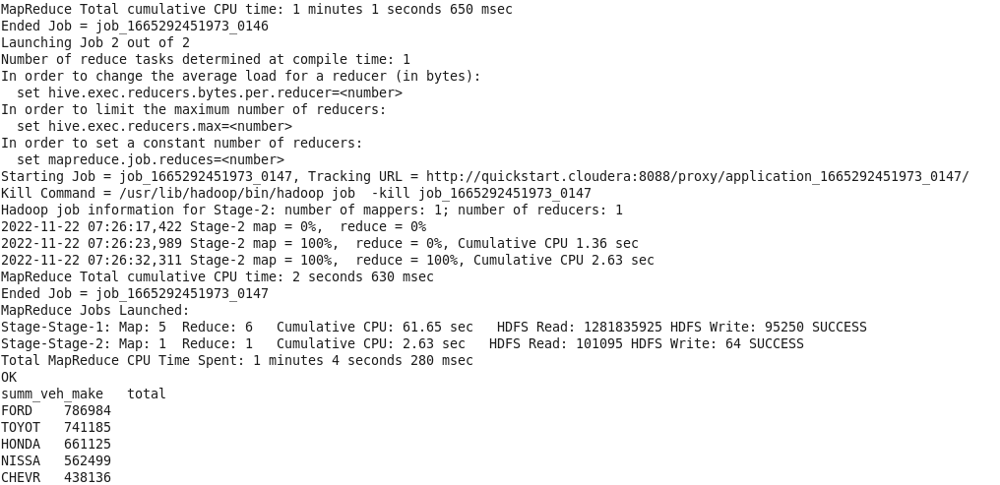 MapReduce Total cumulative CPU time: 1 minutes 1 seconds 650 msec
Ended Job = job_1665292451973_0146
Launching Job 2 out of 2
Number of reduce tasks determined at compile time: 1
In order to change the average load for a reducer (in bytes):
  set hive.exec.reducers.bytes.per.reducer=<number>
In order to limit the maximum number of reducers:
  set hive.exec.reducers.max=<number>
In order to set a constant number of reducers:
  set mapreduce.job.reduces=<number>
Starting Job = job_1665292451973_0147, Tracking URL = http://quickstart.cloudera:8088/proxy/application_1665292451973_0147/
Kill Command = /usr/lib/hadoop/bin/hadoop job  -kill job_1665292451973_0147
Hadoop job information for Stage-2: number of mappers: 1; number of reducers: 1
2022-11-22 07:26:17,422 Stage-2 map = 0%,  reduce = 0%
2022-11-22 07:26:23,989 Stage-2 map = 100%,  reduce = 0%, Cumulative CPU 1.36 sec
2022-11-22 07:26:32,311 Stage-2 map = 100%,  reduce = 100%, Cumulative CPU 2.63 sec
MapReduce Total cumulative CPU time: 2 seconds 630 msec
Ended Job = job_1665292451973_0147
MapReduce Jobs Launched:
Stage-Stage-1: Map: 5  Reduce: 6   Cumulative CPU: 61.65 sec   HDFS Read: 1281835925 HDFS Write: 95250 SUCCESS
Stage-Stage-2: Map: 1  Reduce: 1   Cumulative CPU: 2.63 sec   HDFS Read: 101095 HDFS Write: 64 SUCCESS
Total MapReduce CPU Time Spent: 1 minutes 4 seconds 280 msec
OK
summ_veh_make   total
FORD    786984
TOYOT   741185
HONDA   661125
NISSA   562499
CHEVR   438136